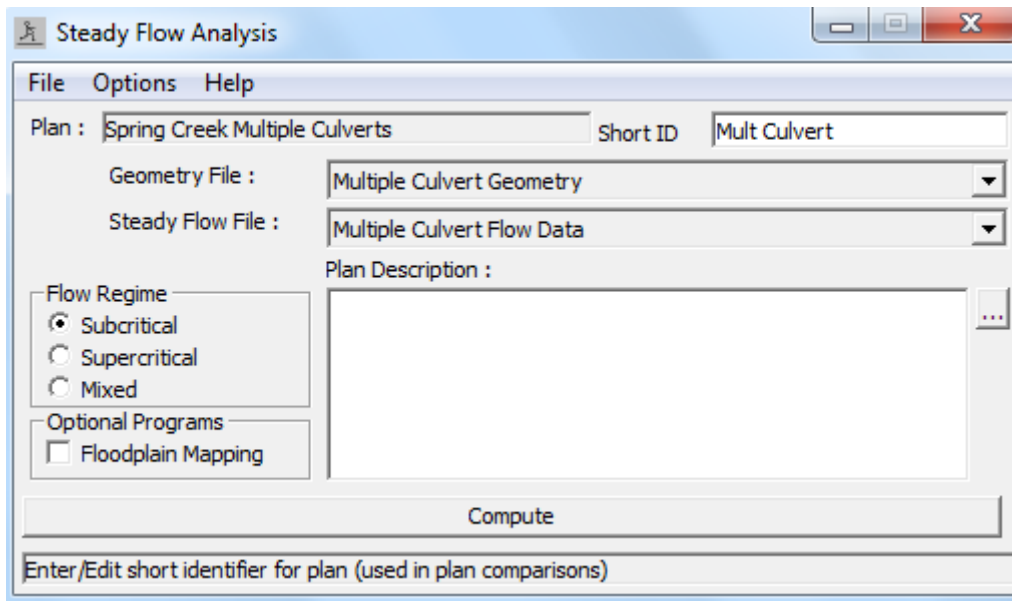 Steady Flow Analysis
File Options Help
Plan : Spring Creek Multiple Culverts Short ID Mult Culvert
Geometry File : Multiple Culvert Geometry
Steady Flow File : Multiple Culvert Flow Data
Plan Description :
Flow Regime
Subcritical
Supercritical
Mixed
Optional Programs
Floodplain Mapping
...
Compute
Enter/Edit short identifier for plan (used in plan comparisons)